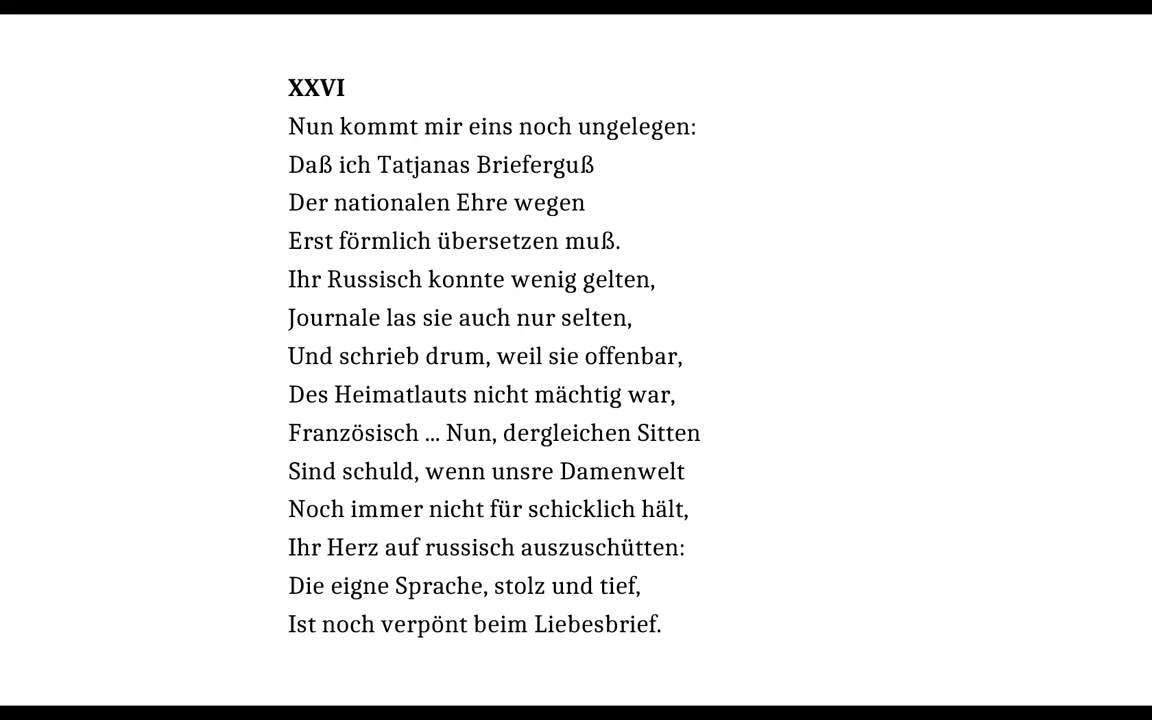 XXVI
Nun kommt mir eins noch ungelegen:
Daß ich Tatjanas Brieferguß
Der nationalen Ehre wegen
Erst förmlich übersetzen muß.
Ihr Russisch konnte wenig gelten,
Journale las sie auch nur selten,
Und schrieb drum, weil sie offenbar,
Des Heimatlauts nicht mächtig war,
Französisch ... Nun, dergleichen Sitten
Sind schuld, wenn unsre Damenwelt
Noch immer nicht für schicklich hält,
Ihr Herz auf russisch auszuschütten:
Die eigne Sprache, stolz und tief,
Ist noch verpönt beim Liebesbrief.